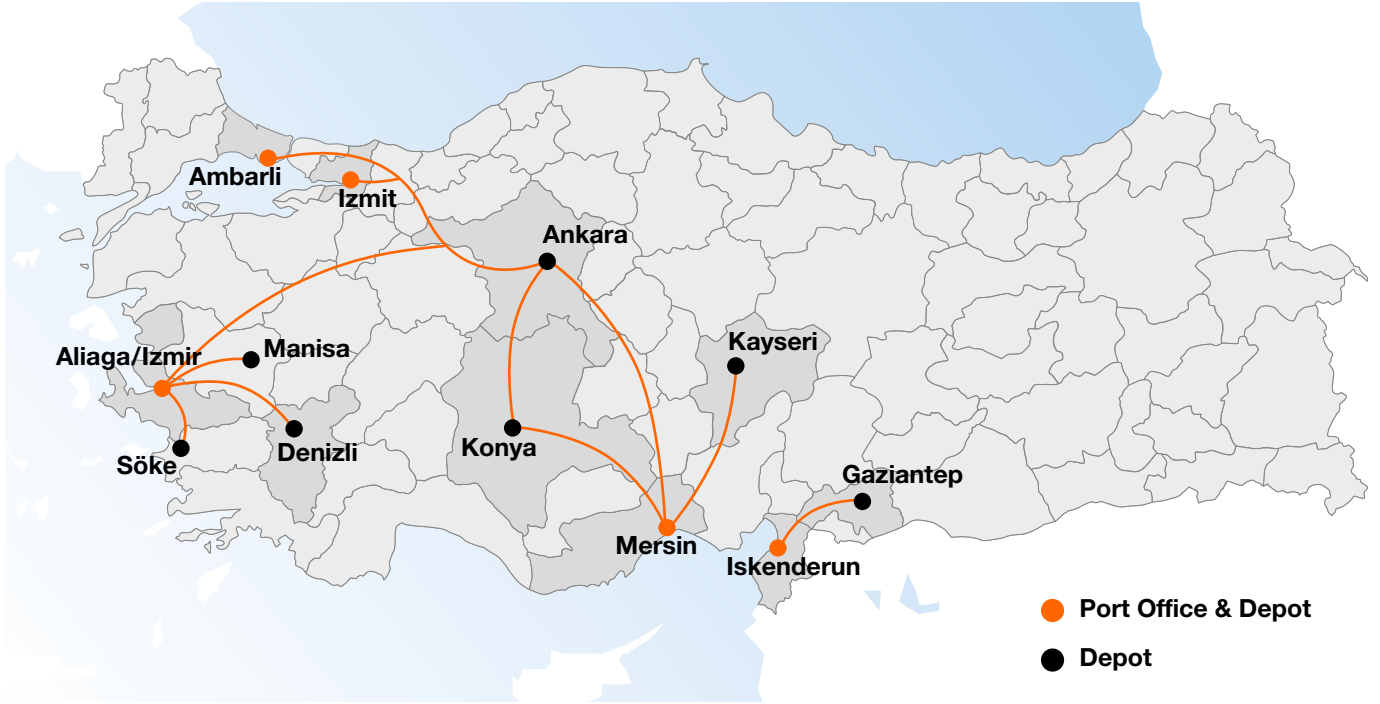 Ambarli
Izmit
Ankara
Kayseri
Manisa
Aliaga/Izmir
Konya
Denizli
Söke
Gaziantep
Mersin
Iskenderun
Port Office & Depot
Depot